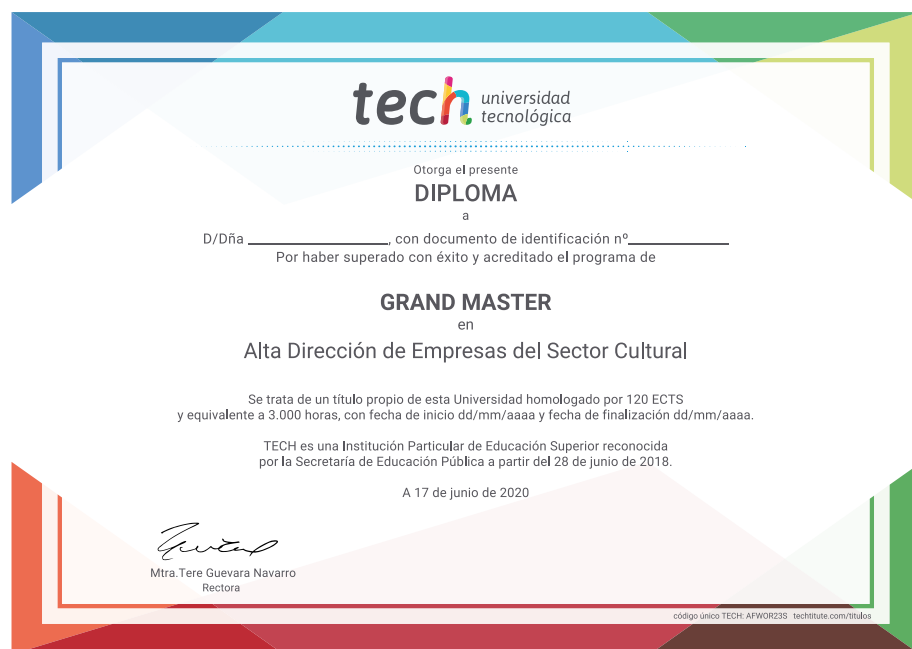 tech universidad
tecnológica
Otorga el presente
DIPLOMA
a
D/Dña ________________, con documento de identificación nº____________
Por haber superado con éxito y acreditado el programa de
GRAND MASTER
en
Alta Dirección de Empresas del Sector Cultural
Se trata de un título propio de esta Universidad homologado por 120 ECTS
y equivalente a 3.000 horas, con fecha de inicio dd/mm/aaaa y fecha de finalización dd/mm/aaaa.
TECH es una Institución Particular de Educación Superior reconocida
por la Secretaría de Educación Pública a partir del 28 de junio de 2018.
A 17 de junio de 2020
Mtra.Tere Guevara Navarro
Rectora
código único TECH: AFWOR23S techtitute.com/titulos